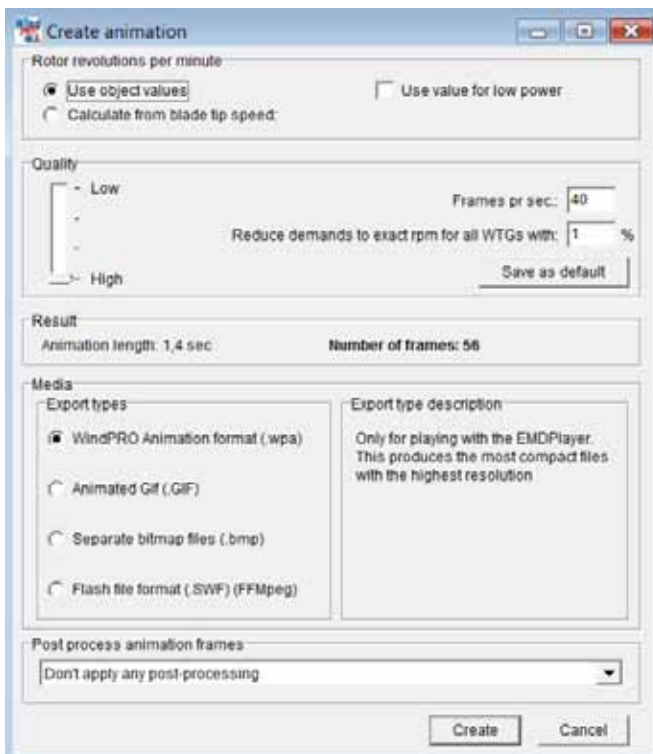 Create animation
Rotor revolutions per minute
Use object values
Use value for low power
Calculate from blade tip speed:
Quality
Low
Frames pr sec.: 40
Reduce demands to exact rpm for all WTGs with: 1 %
High
Save as default
Result
Animation length: 1,4 sec
Number of frames: 56
Media
Export types
Export type description
WindPRO Animation format (.wpa)
Only for playing with the EMDPlayer.
This produces the most compact files
with the highest resolution
Animated Gif (.GIF)
Separate bitmap files (.bmp)
Flash file format (.SWF) (FFMpeg)
Post process animation frames
Don't apply any post-processing
Create
Cancel